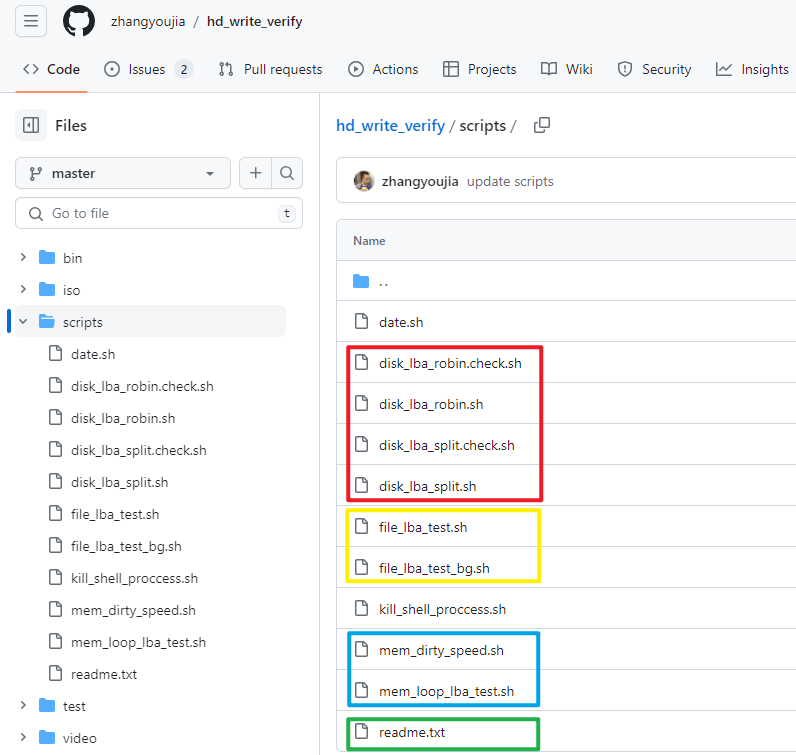 zhangyoujia / hd_write_verify
Code Issues 2 Pull requests Actions Projects Wiki Security Insights
Files
master
Go to file t
bin
iso
scripts
date.sh
disk_lba_robin.check.sh
disk_lba_robin.sh
disk_lba_split.check.sh
disk_lba_split.sh
file_lba_test.sh
file_lba_test_bg.sh
kill_shell_proccess.sh
mem_dirty_speed.sh
mem_loop_lba_test.sh
readme.txt
test
video
hd_write_verify / scripts /
zhangyoujia update scripts
Name
..
date.sh
disk_lba_robin.check.sh
disk_lba_robin.sh
disk_lba_split.check.sh
disk_lba_split.sh
file_lba_test.sh
file_lba_test_bg.sh
kill_shell_proccess.sh
mem_dirty_speed.sh
mem_loop_lba_test.sh
readme.txt